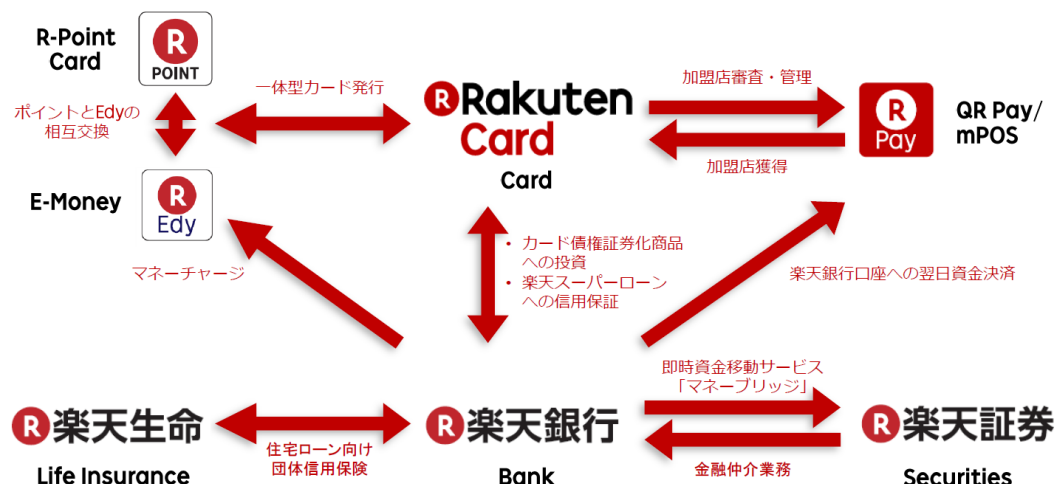 R-Point
Card
R
POINT
ポイントとEdyの
相互交換
E-Money
R
Edy
一体型カード発行
R Rakuten
Card
Card
加盟店審査・管理
加盟店獲得
R
Pay
QR Pay/
mPOS
マネーチャージ
• カード債権証券化商品
への投資
• 楽天スーパーローン
への信用保証
楽天銀行口座への翌日資金決済
R 楽天生命
Life Insurance
住宅ローン向け
団体信用保険
R 楽天銀行
Bank
即時資金移動サービス
「マネーブリッジ」
金融仲介業務
R 楽天証券
Securities